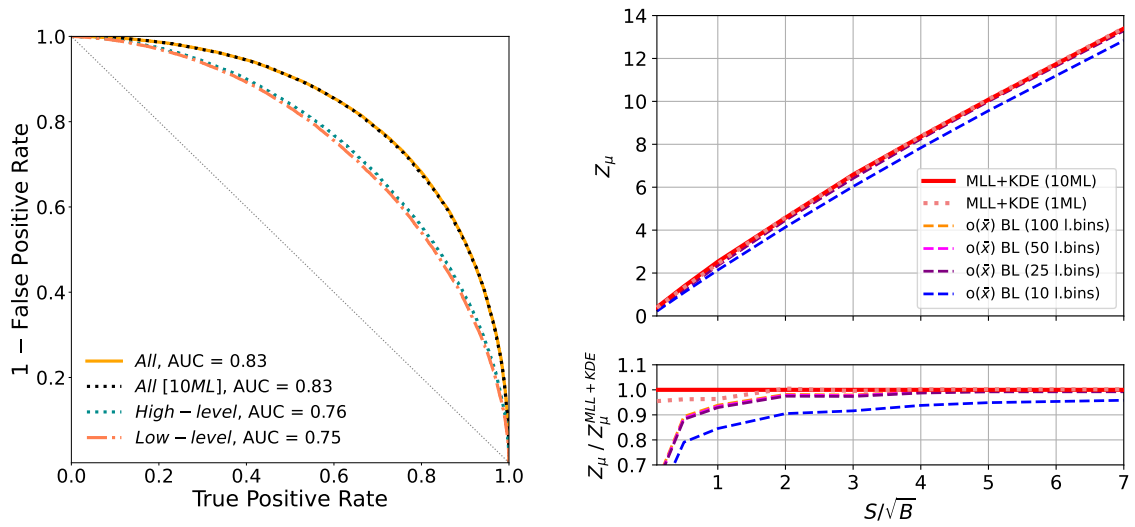 1.0
0.8
0.6
0.4
0.2
0.0 0.2 0.4 0.6 0.8 1.0
1 − False Positive Rate
True Positive Rate
All, AUC = 0.83
All [10ML], AUC = 0.83
High − level, AUC = 0.76
Low − level, AUC = 0.75
14
12
10
8
6
4
2
0
Z_μ
MLL+KDE (10ML)
MLL+KDE (1ML)
o(x̄) BL (100 l.bins)
o(x̄) BL (50 l.bins)
o(x̄) BL (25 l.bins)
o(x̄) BL (10 l.bins)
1.1
1.0
0.9
0.8
0.7
Z_μ / Z_μ^{MLL+KDE}
1 2 3 4 5 6 7
S/√B